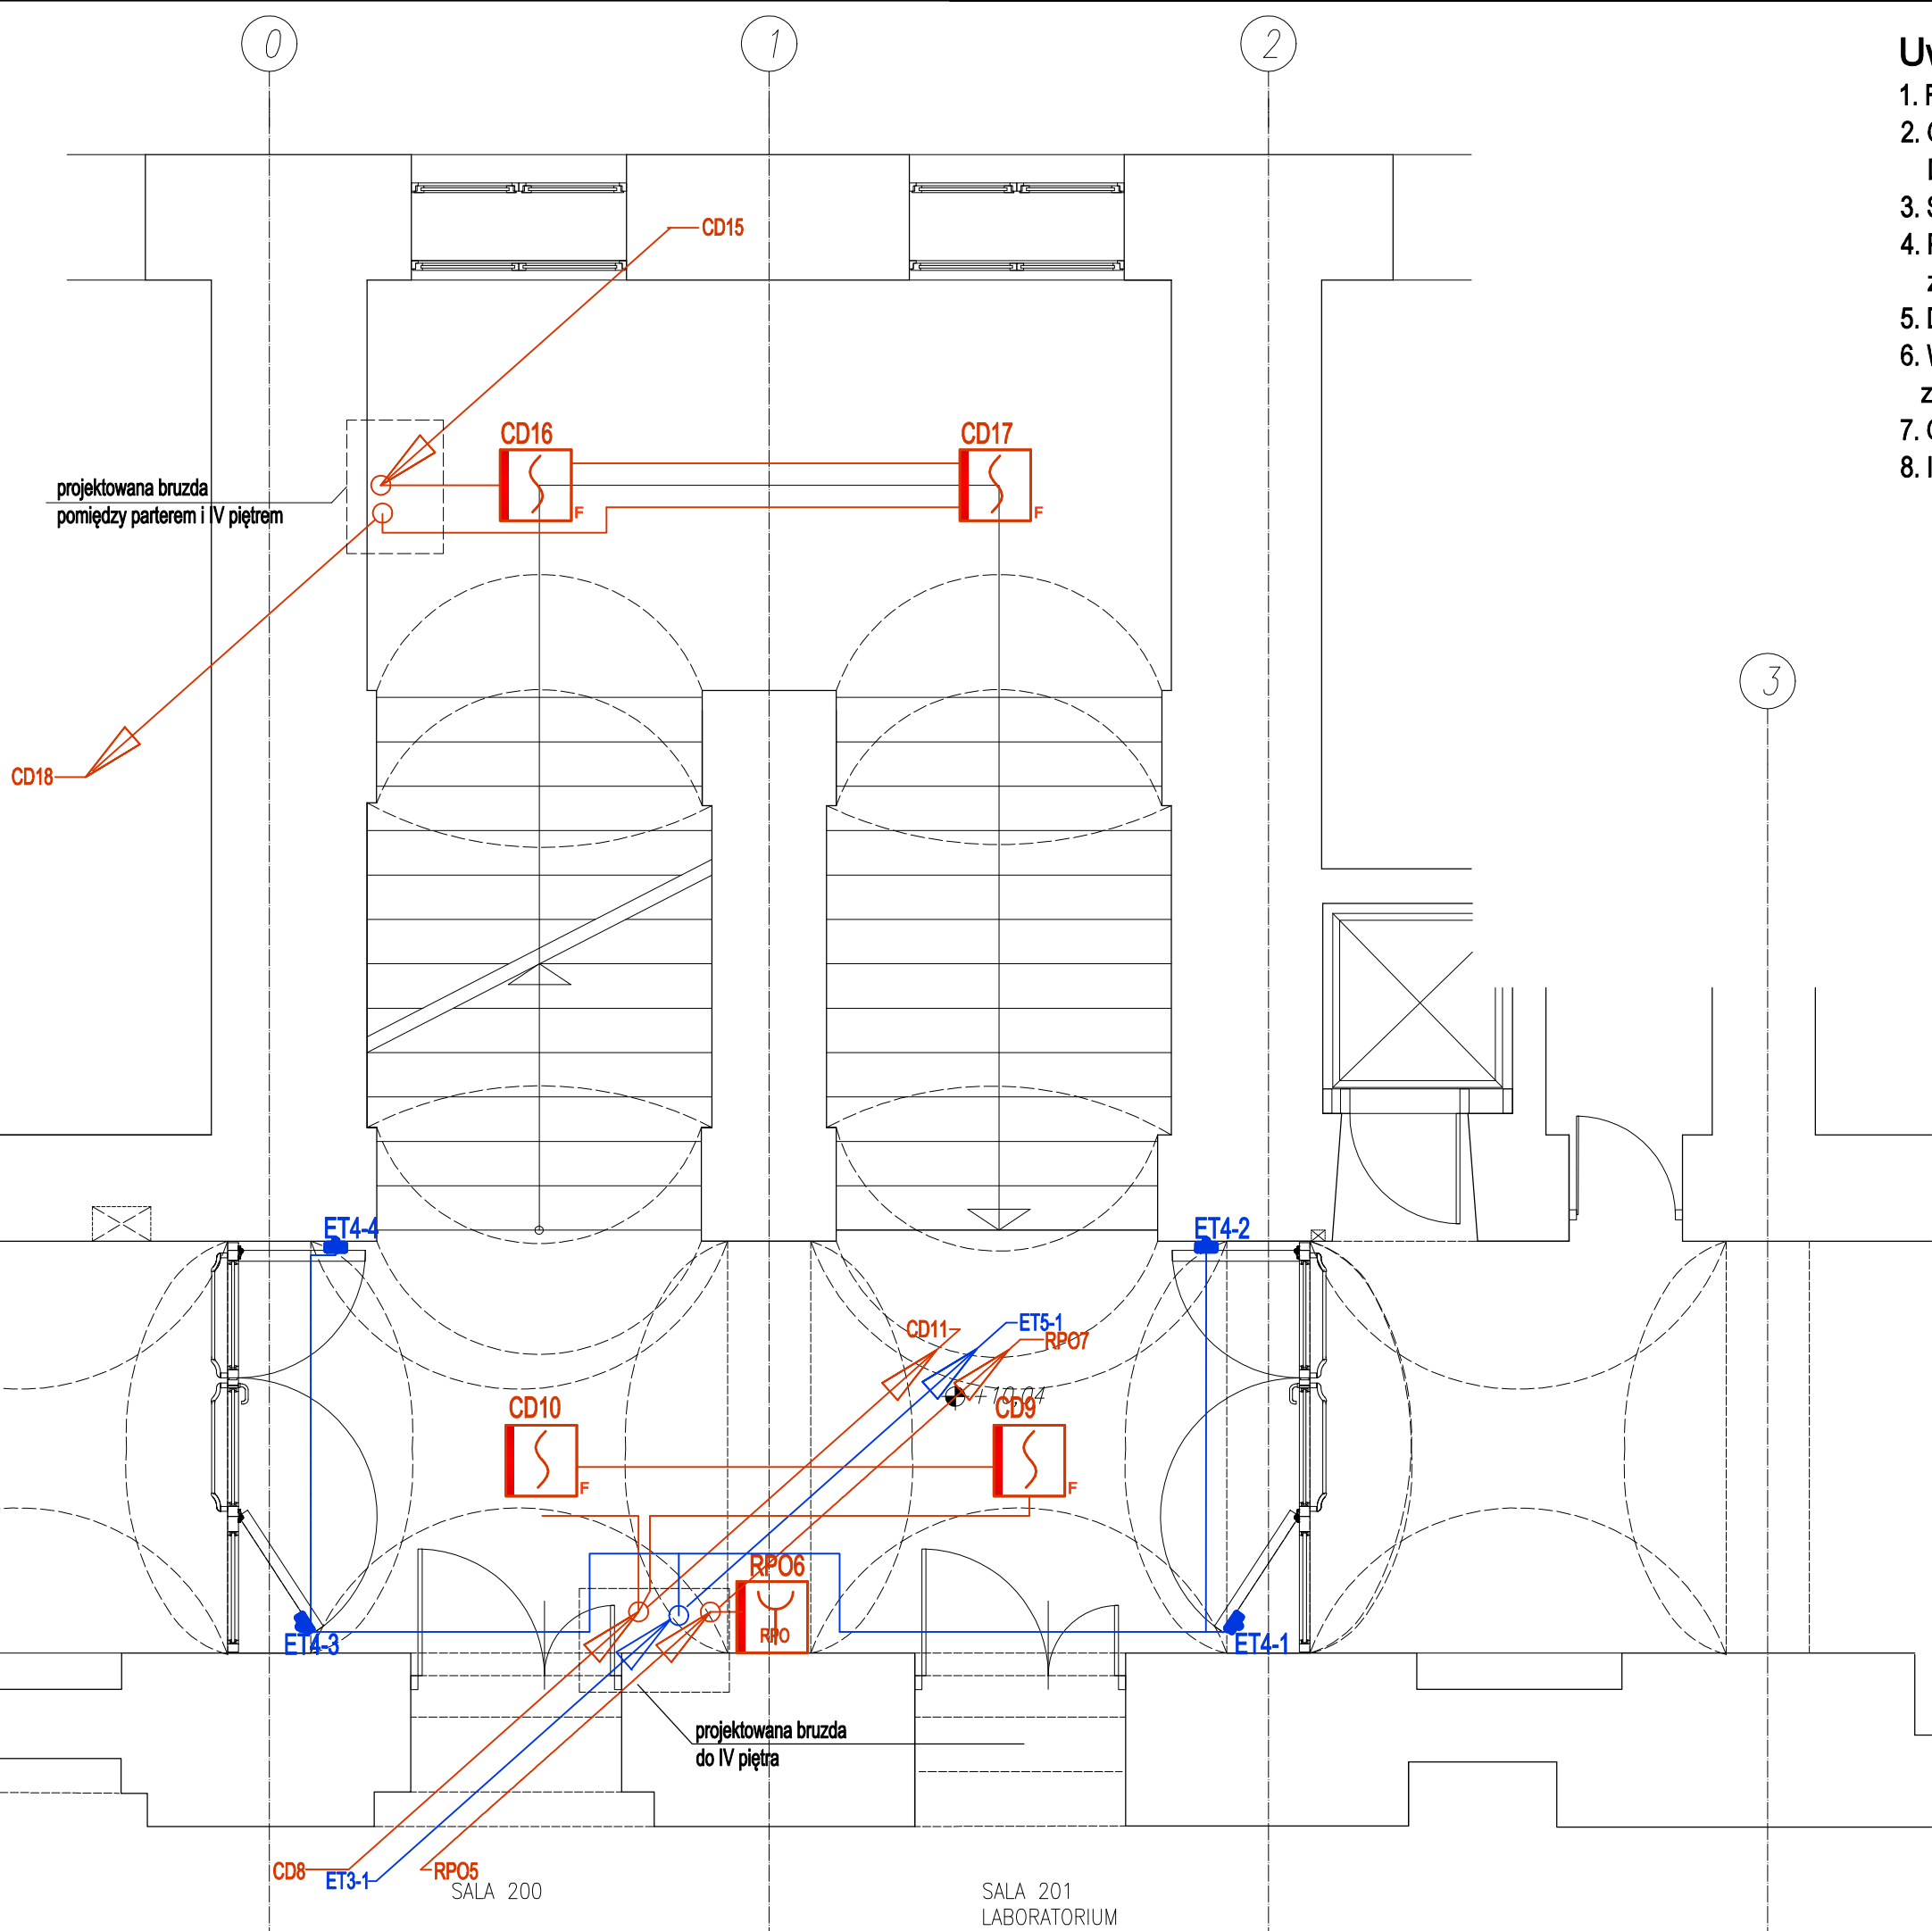 0
1
2
1.
2.
3.
4.
5.
6.
7.
8.
CD15
CD16
CD17
F
F
projektowana bruzda
pomiędzy parterem i IV piętrem
3
CD18
ET4-4
ET4-2
CD11
ET5-1
RPO7
+10,04
CD10
CD9
F
F
RPO6
RPO
ET4-3
ET4-1
projektowana bruzda
do IV piętra
CD8
ET3-1
RPO5
SALA 200
SALA 201
LABORATORIUM